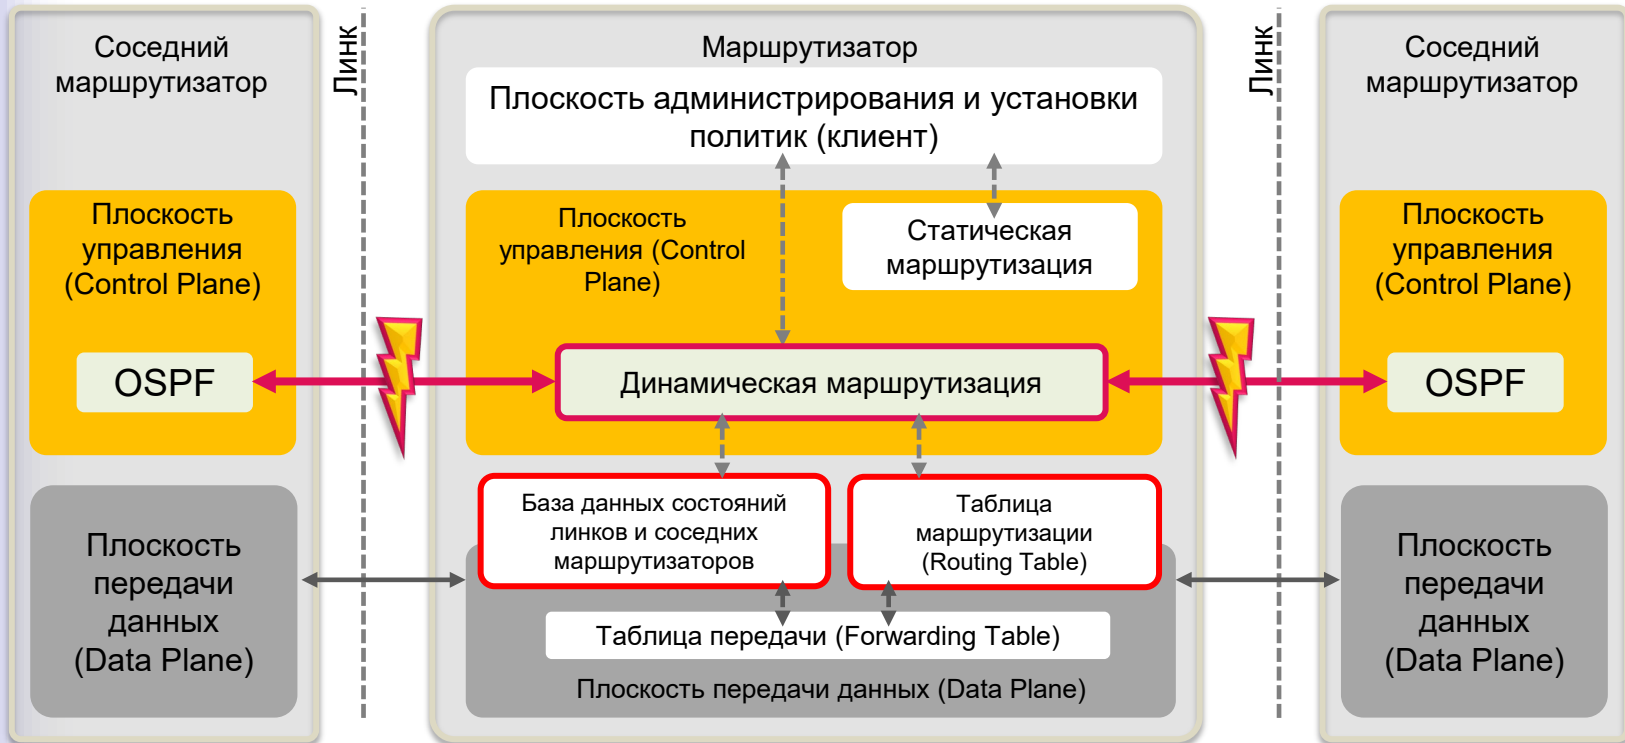 Соседний
маршрутизатор
Линк
Маршрутизатор
Линк
Соседний
маршрутизатор
Плоскость администрирования и установки
политик (клиент)
Плоскость
управления
(Control Plane)
Плоскость
управления (Control
Plane)
Статическая
маршрутизация
Плоскость
управления
(Control Plane)
OSPF
Динамическая маршрутизация
OSPF
База данных состояний
линков и соседних
маршрутизаторов
Таблица
маршрутизации
(Routing Table)
Плоскость
передачи
данных
(Data Plane)
Таблица передачи (Forwarding Table)
Плоскость передачи данных (Data Plane)
Плоскость
передачи
данных
(Data Plane)